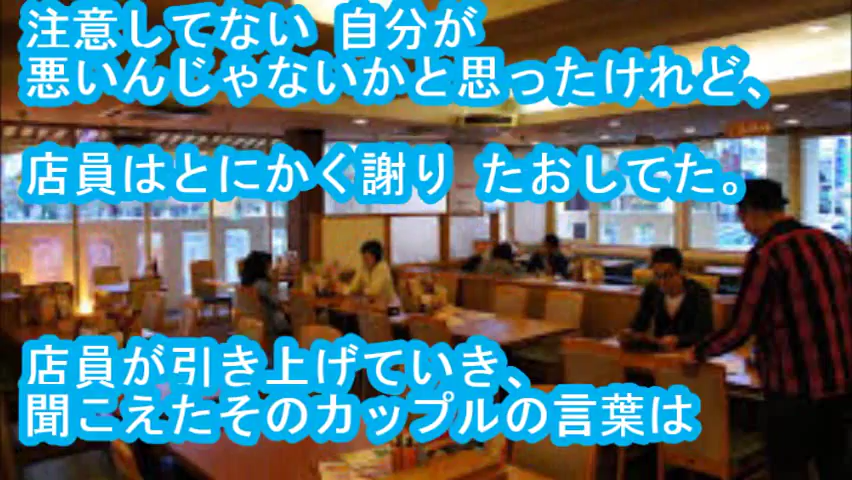 注意してない 自分が
悪いんじゃないかと思ったけれど、
店員はとにかく謝り たおしてた。
店員が引き上げていき、
聞こえたそのカップルの言葉は